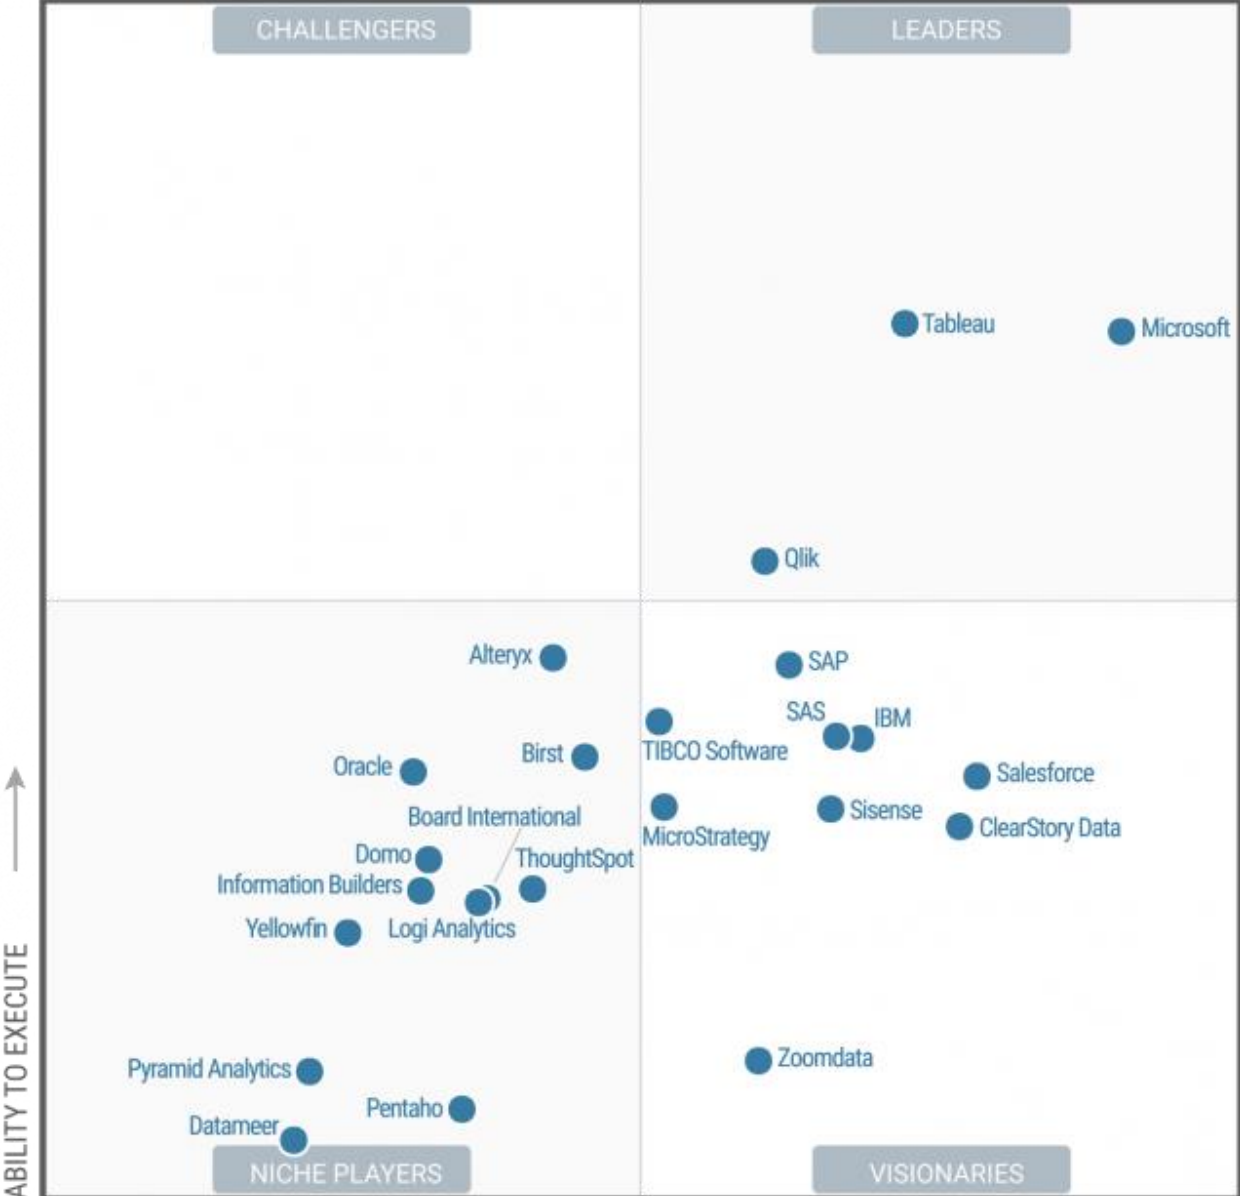 CHALLENGERS
LEADERS
Tableau
Microsoft
Qlik
Alteryx
SAP
SAS
IBM
TIBCO Software
Birst
Oracle
Salesforce
Board International
Sisense
MicroStrategy
ClearStory Data
Domo
ThoughtSpot
Information Builders
Yellowfin
Logi Analytics
Zoomdata
Pyramid Analytics
Pentaho
Datameer
NICHE PLAYERS
VISIONARIES
ABILITY TO EXECUTE